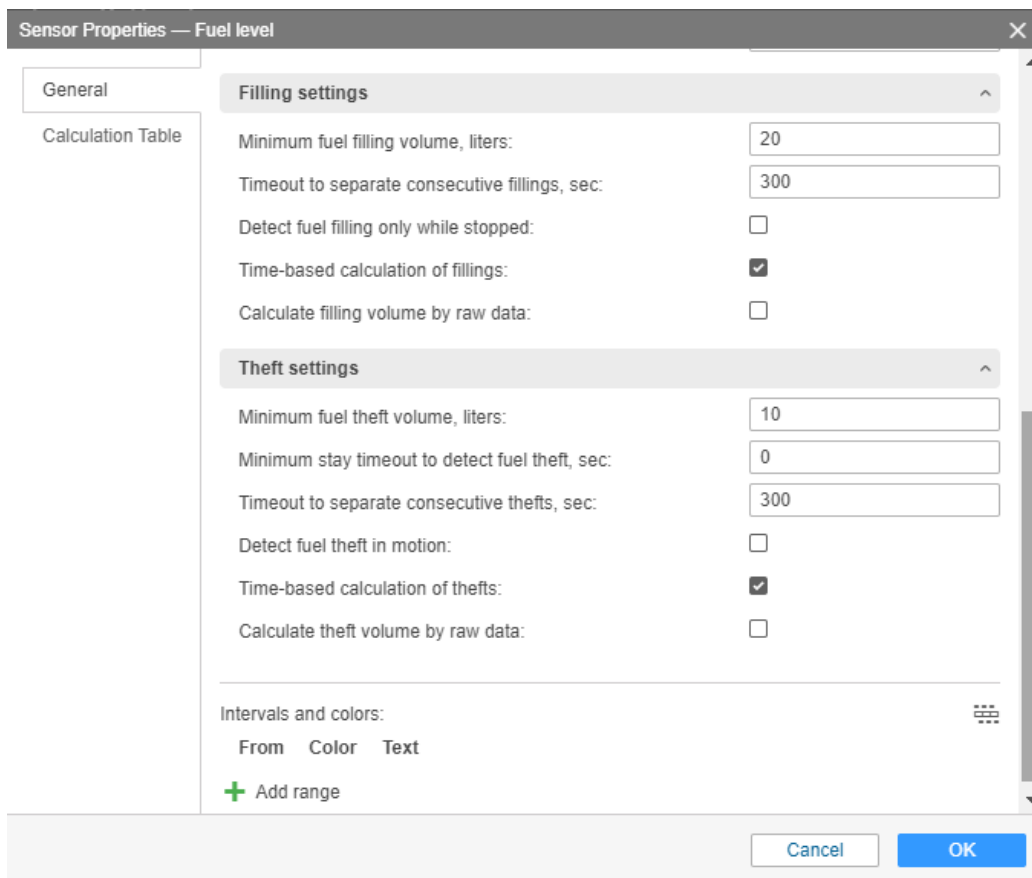 Sensor Properties — Fuel level
General
Calculation Table
Filling settings
Minimum fuel filling volume, liters: 20
Timeout to separate consecutive fillings, sec: 300
Detect fuel filling only while stopped:
Time-based calculation of fillings:
Calculate filling volume by raw data:
Theft settings
Minimum fuel theft volume, liters: 10
Minimum stay timeout to detect fuel theft, sec: 0
Timeout to separate consecutive thefts, sec: 300
Detect fuel theft in motion:
Time-based calculation of thefts:
Calculate theft volume by raw data:
Intervals and colors:
From Color Text
Add range
Cancel OK